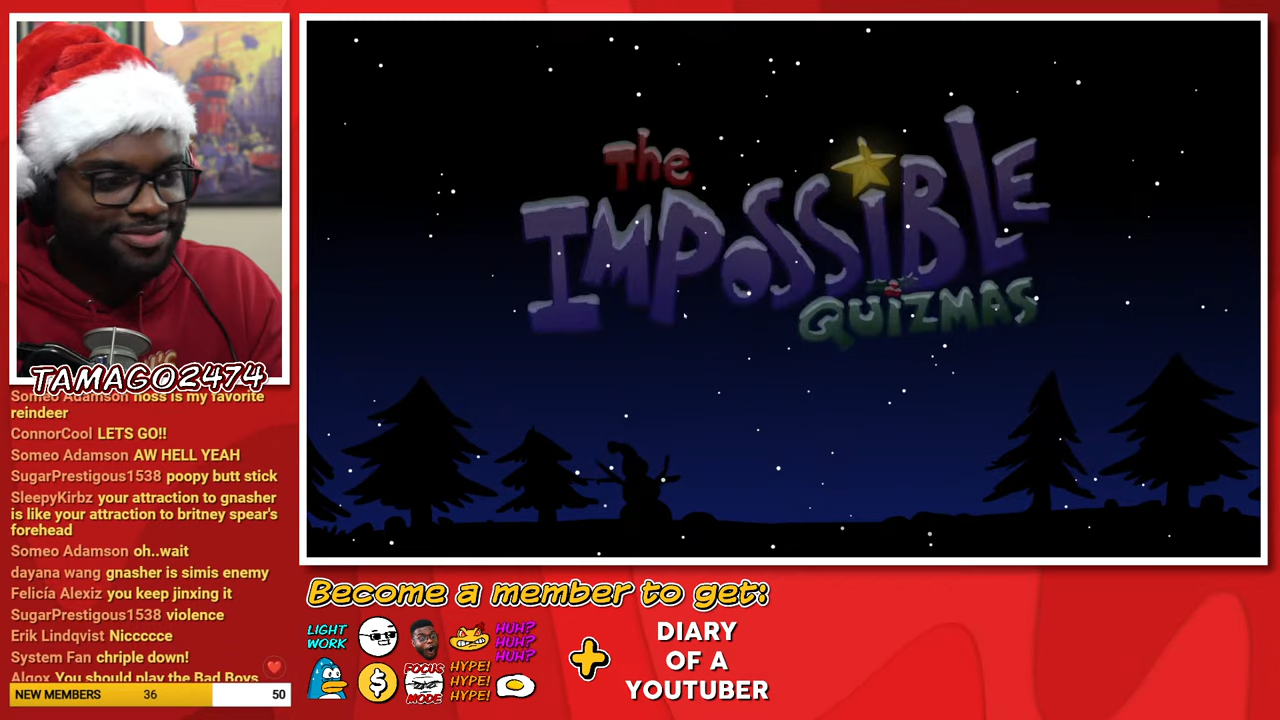 The
IMPOSSIBLE
QUIZMAS
TAMAGO2474
Someo Adamson noss is my favorite
reindeer
ConnorCool LETS GO!!
Someo Adamson AW HELL YEAH
SugarPrestigous1538 poopy butt stick
SleepyKirbz your attraction to gnasher
is like your attraction to britney spear's
forehead
Someo Adamson oh..wait
dayana wang gnasher is simis enemy
Felicía Alexiz you keep jinxing it
SugarPrestigous1538 violence
Erik Lindqvist Niccccce
System Fan chriple down!
Algox You should play the Bad Boys
NEW MEMBERS 36 50
Become a member to get:
LIGHT
WORK
HUH?
HUH?
HUH?
FOCUS
MODE
HYPE!
HYPE!
HYPE!
DIARY
OF A
YOUTUBER